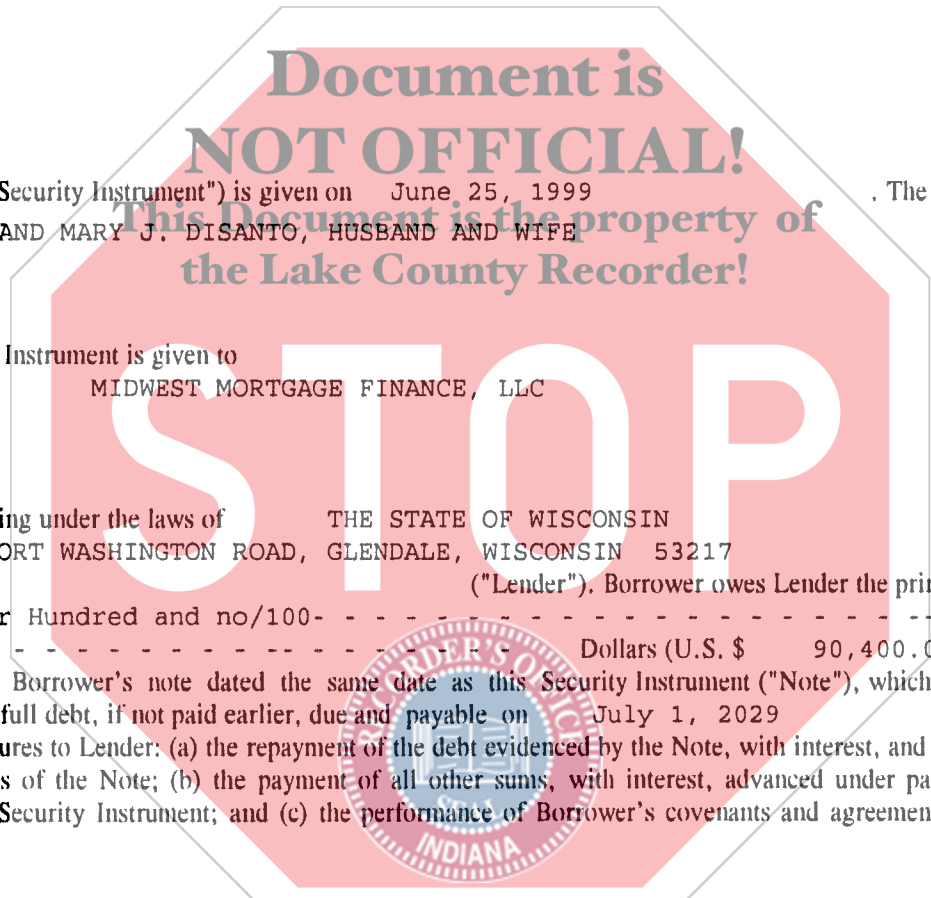 Document is
NOT OFFICIAL!
Security Instrument") is given on June 25, 1999 . The
This Document is the property of
AND MARY J. DISANTO, HUSBAND AND WIFE
the Lake County Recorder!
Instrument is given to
MIDWEST MORTGAGE FINANCE, LLC
STOP
ing under the laws of THE STATE OF WISCONSIN
ORT WASHINGTON ROAD, GLENDALE, WISCONSIN 53217
("Lender"). Borrower owes Lender the prin
r Hundred and no/100- - - - - - - - - - - - - - - - - - --
- - - - - - - - - -- - - - - - - Dollars (U.S. $ 90,400.0
Borrower's note dated the same date as this Security Instrument ("Note"), which
full debt, if not paid earlier, due and payable on July 1, 2029
ures to Lender: (a) the repayment of the debt evidenced by the Note, with interest, and
s of the Note; (b) the payment of all other sums, with interest, advanced under pa
Security Instrument; and (c) the performance of Borrower's covenants and agreemen
RECORDER'S OFFICE
SEAL
INDIANA